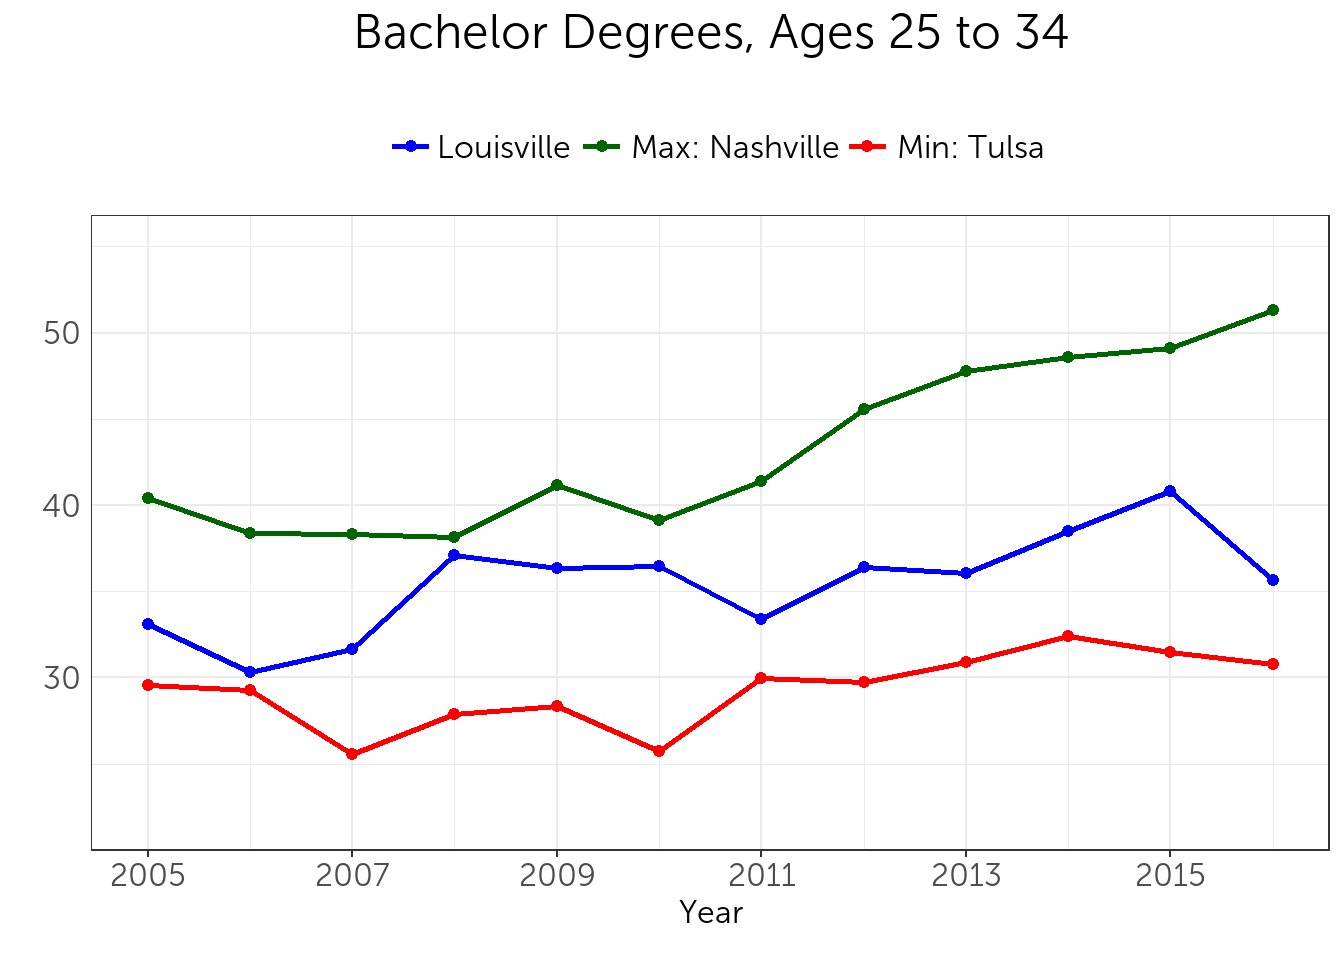 Bachelor Degrees, Ages 25 to 34
Louisville Max: Nashville Min: Tulsa
50
40
30
2005 2007 2009 2011 2013 2015
Year